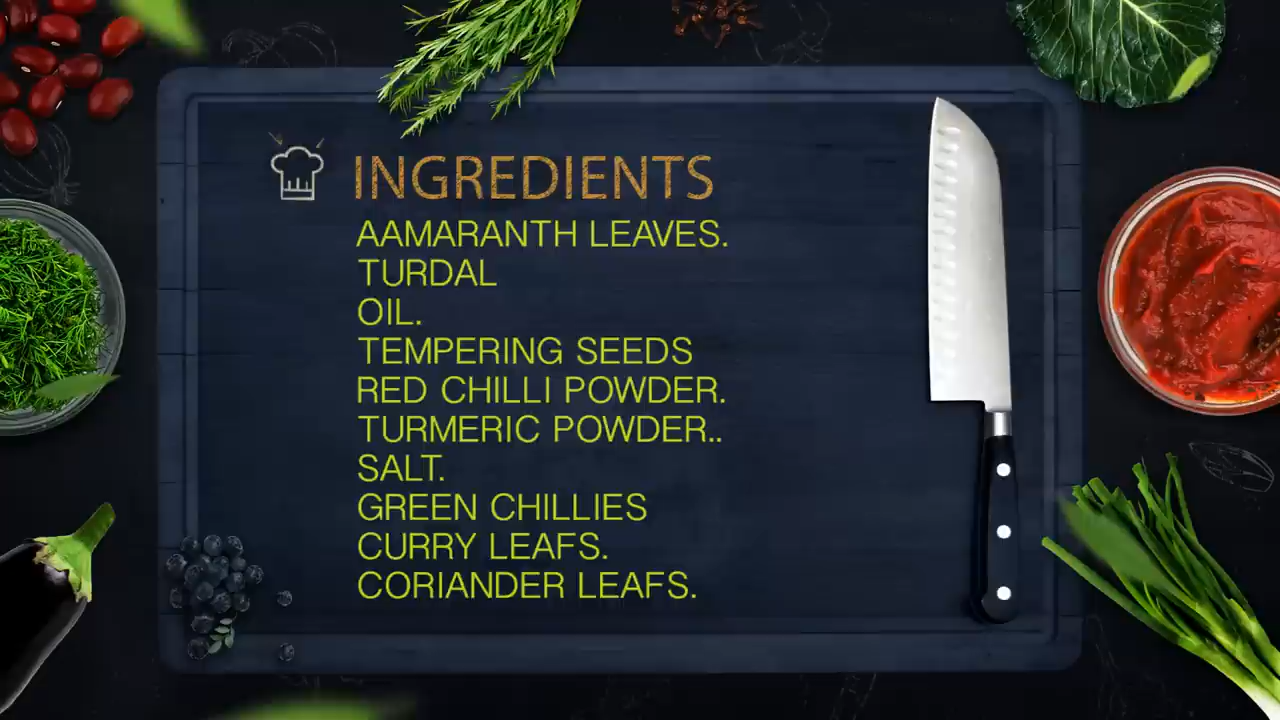 INGREDIENTS
AAMARANTH LEAVES.
TURDAL
OIL.
TEMPERING SEEDS
RED CHILLI POWDER.
TURMERIC POWDER..
SALT.
GREEN CHILLIES
CURRY LEAFS.
CORIANDER LEAFS.